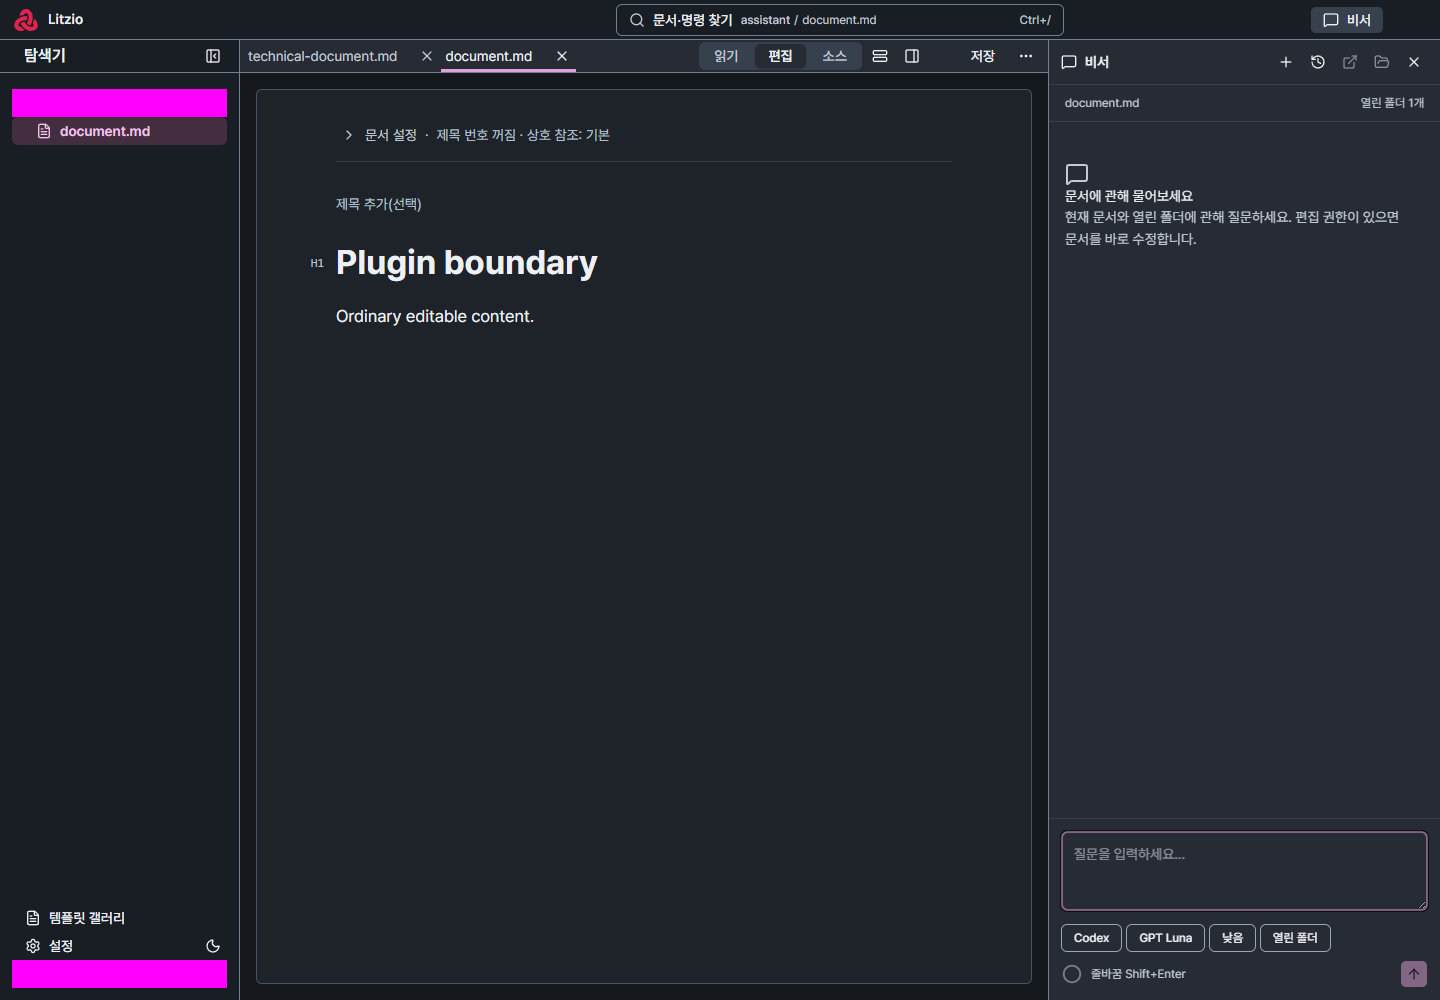 Litzio
문서·명령 찾기 assistant / document.md Ctrl+/
비서
탐색기
technical-document.md
document.md
읽기
편집
소스
저장
비서
document.md
열린 폴더 1개
document.md
문서 설정 · 제목 번호 꺼짐 · 상호 참조: 기본
제목 추가(선택)
H1 Plugin boundary
Ordinary editable content.
문서에 관해 물어보세요
현재 문서와 열린 폴더에 관해 질문하세요. 편집 권한이 있으면
문서를 바로 수정합니다.
질문을 입력하세요...
Codex
GPT Luna
낮음
열린 폴더
줄바꿈 Shift+Enter
템플릿 갤러리
설정